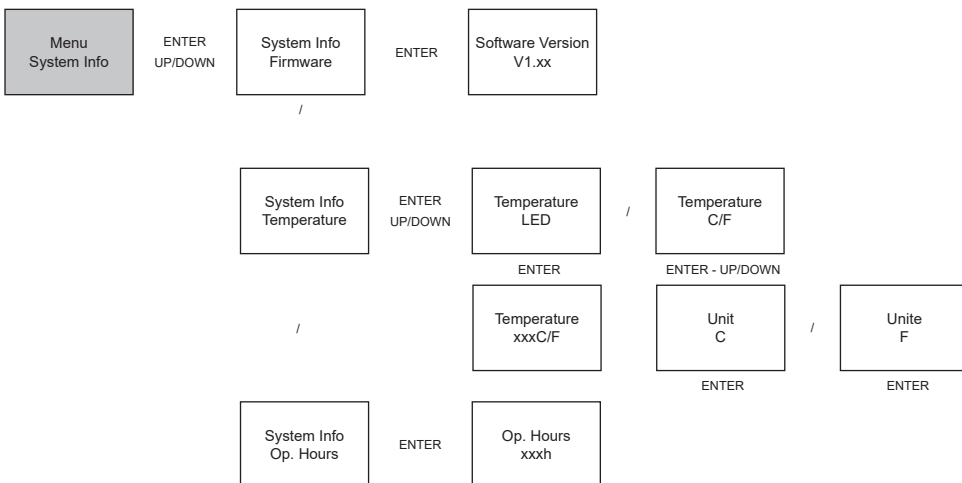 Menu
System Info
ENTER
UP/DOWN
System Info
Firmware
ENTER
Software Version
V1.xx
/
System Info
Temperature
ENTER
UP/DOWN
Temperature
LED
/
Temperature
C/F
ENTER
ENTER - UP/DOWN
/
Temperature
xxxC/F
Unit
C
/
Unite
F
ENTER
ENTER
System Info
Op. Hours
ENTER
Op. Hours
xxxh